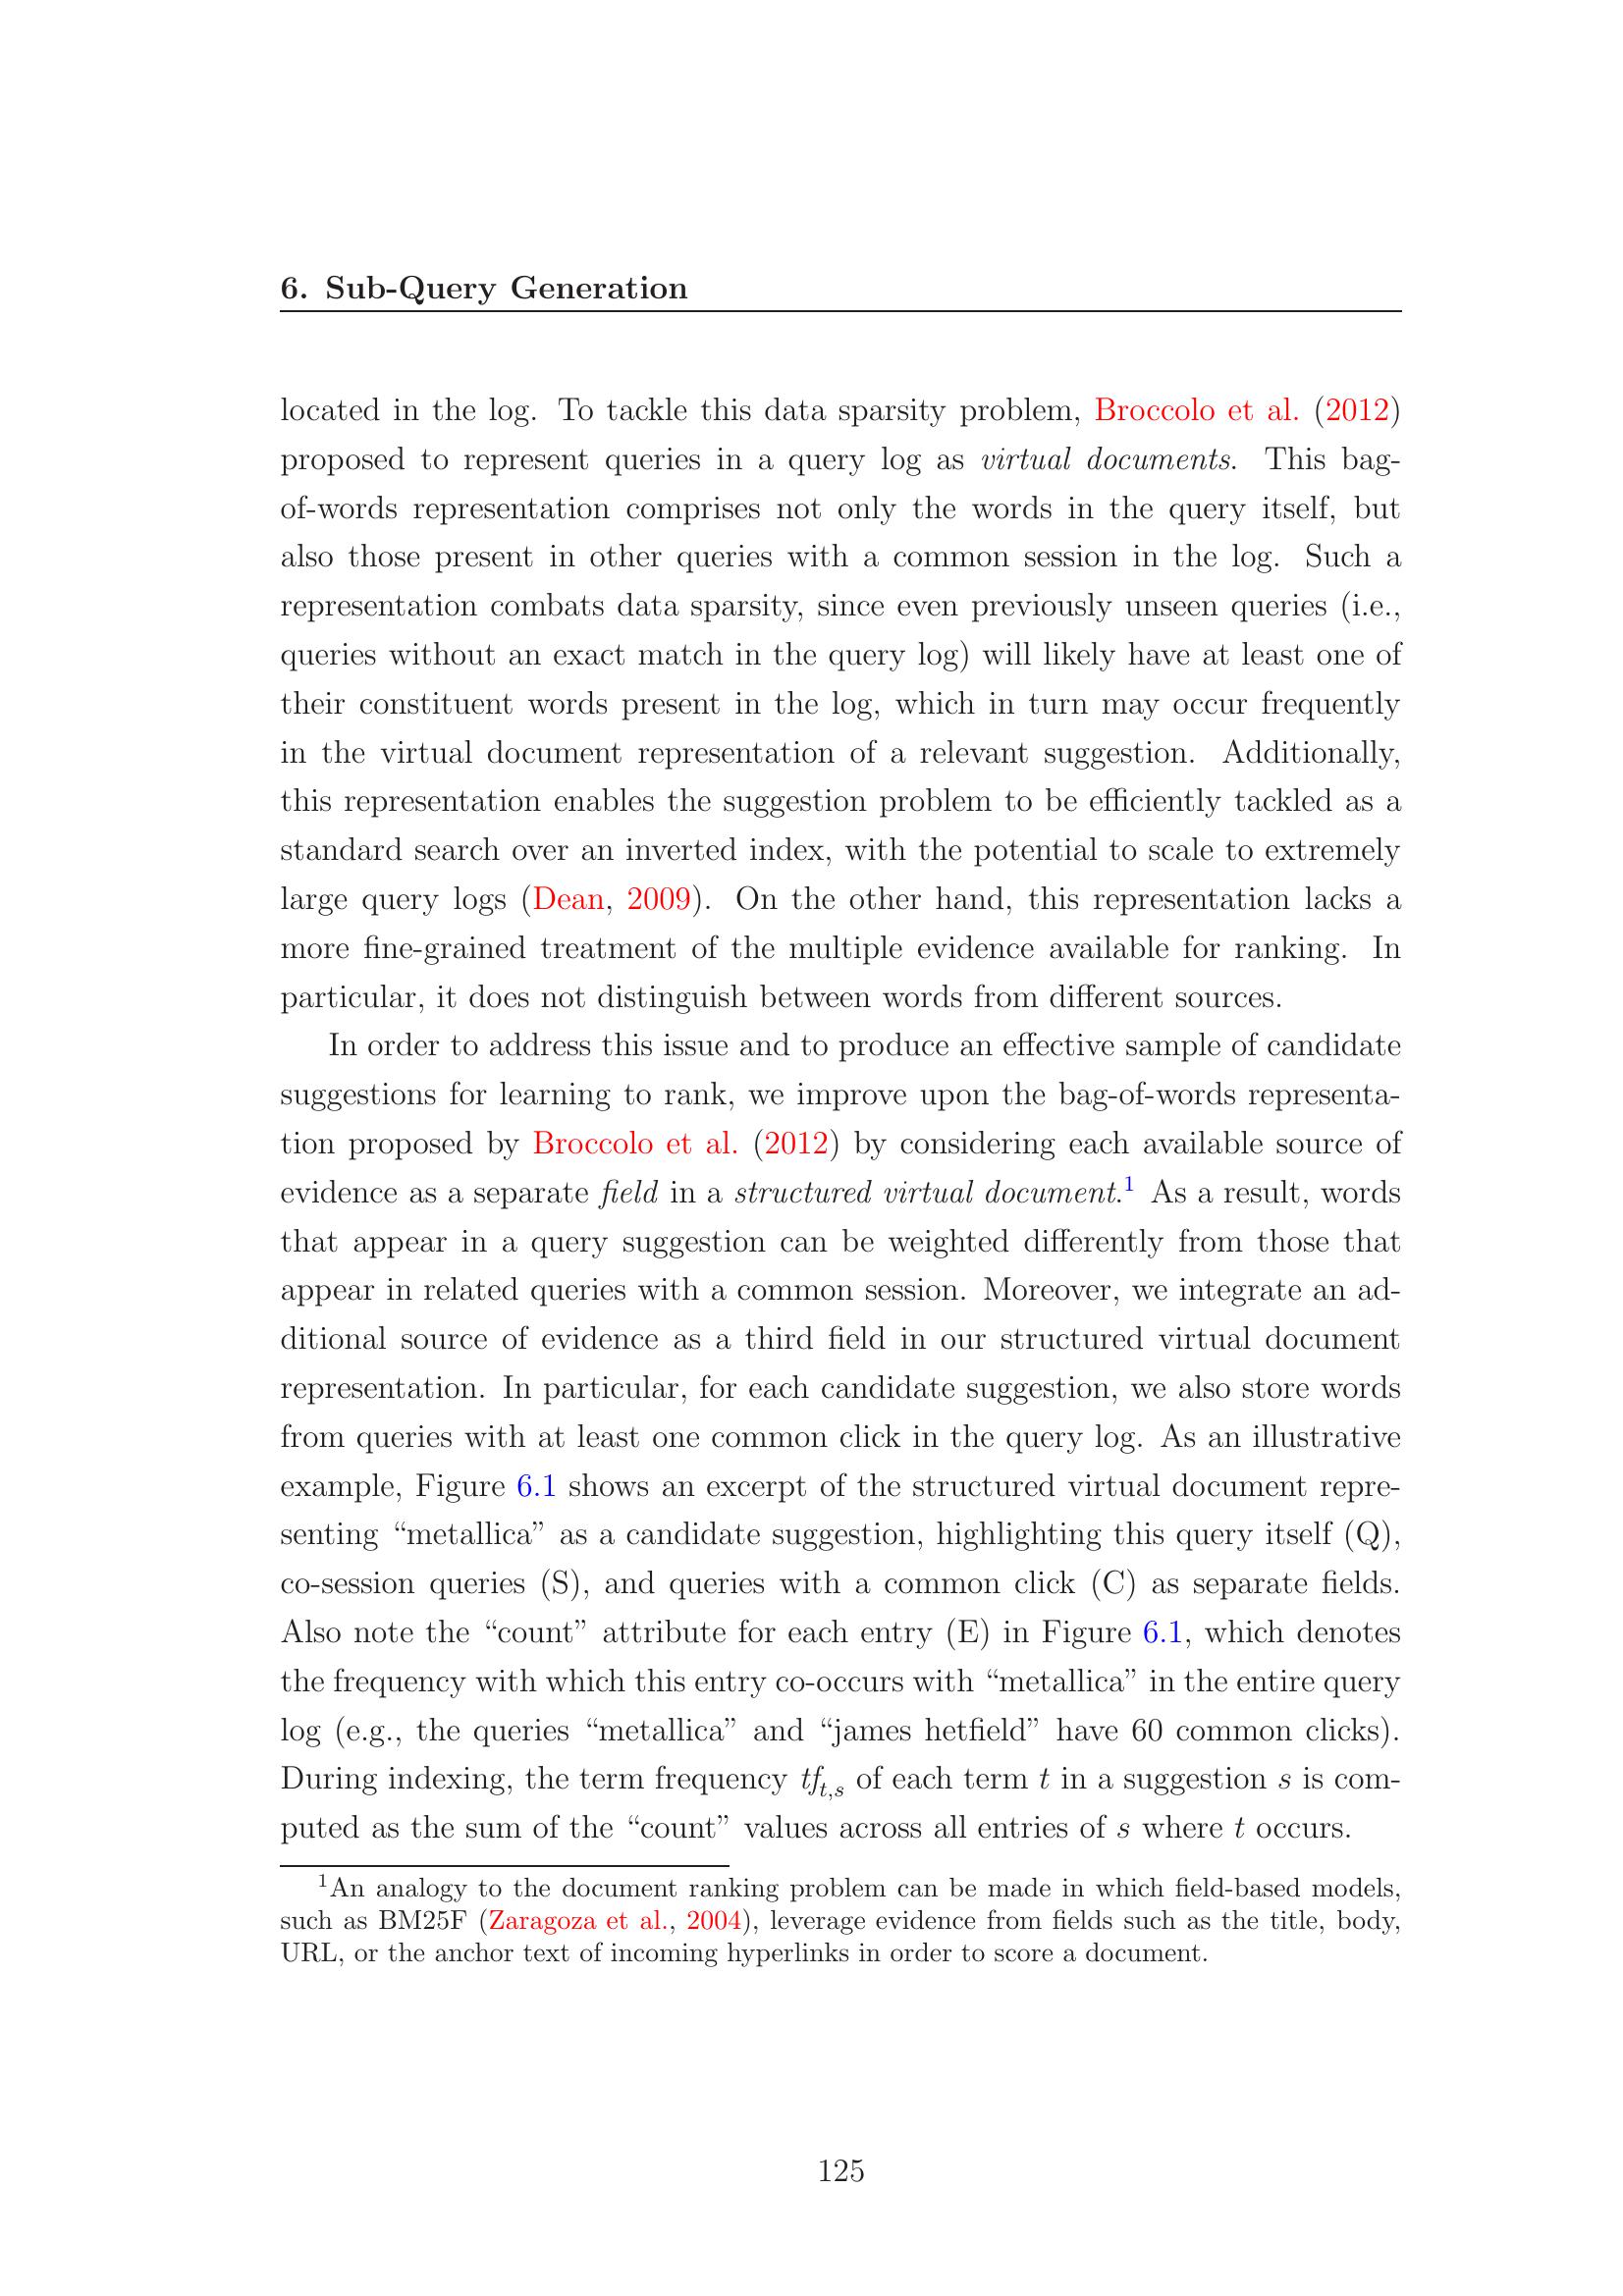 6. Sub-Query Generation
located in the log. To tackle this data sparsity problem, Broccolo et al. (2012)
proposed to represent queries in a query log as virtual documents. This bag-
of-words representation comprises not only the words in the query itself, but
also those present in other queries with a common session in the log. Such a
representation combats data sparsity, since even previously unseen queries (i.e.,
queries without an exact match in the query log) will likely have at least one of
their constituent words present in the log, which in turn may occur frequently
in the virtual document representation of a relevant suggestion. Additionally,
this representation enables the suggestion problem to be efficiently tackled as a
standard search over an inverted index, with the potential to scale to extremely
large query logs (Dean, 2009). On the other hand, this representation lacks a
more fine-grained treatment of the multiple evidence available for ranking. In
particular, it does not distinguish between words from different sources.
In order to address this issue and to produce an effective sample of candidate
suggestions for learning to rank, we improve upon the bag-of-words representa-
tion proposed by Broccolo et al. (2012) by considering each available source of
evidence as a separate field in a structured virtual document.1 As a result, words
that appear in a query suggestion can be weighted differently from those that
appear in related queries with a common session. Moreover, we integrate an ad-
ditional source of evidence as a third field in our structured virtual document
representation. In particular, for each candidate suggestion, we also store words
from queries with at least one common click in the query log. As an illustrative
example, Figure 6.1 shows an excerpt of the structured virtual document repre-
senting “metallica” as a candidate suggestion, highlighting this query itself (Q),
co-session queries (S), and queries with a common click (C) as separate fields.
Also note the “count” attribute for each entry (E) in Figure 6.1, which denotes
the frequency with which this entry co-occurs with “metallica” in the entire query
log (e.g., the queries “metallica” and “james hetfield” have 60 common clicks).
During indexing, the term frequency tft,s of each term t in a suggestion s is com-
puted as the sum of the “count” values across all entries of s where t occurs.
1An analogy to the document ranking problem can be made in which field-based models,
such as BM25F (Zaragoza et al., 2004), leverage evidence from fields such as the title, body,
URL, or the anchor text of incoming hyperlinks in order to score a document.
125